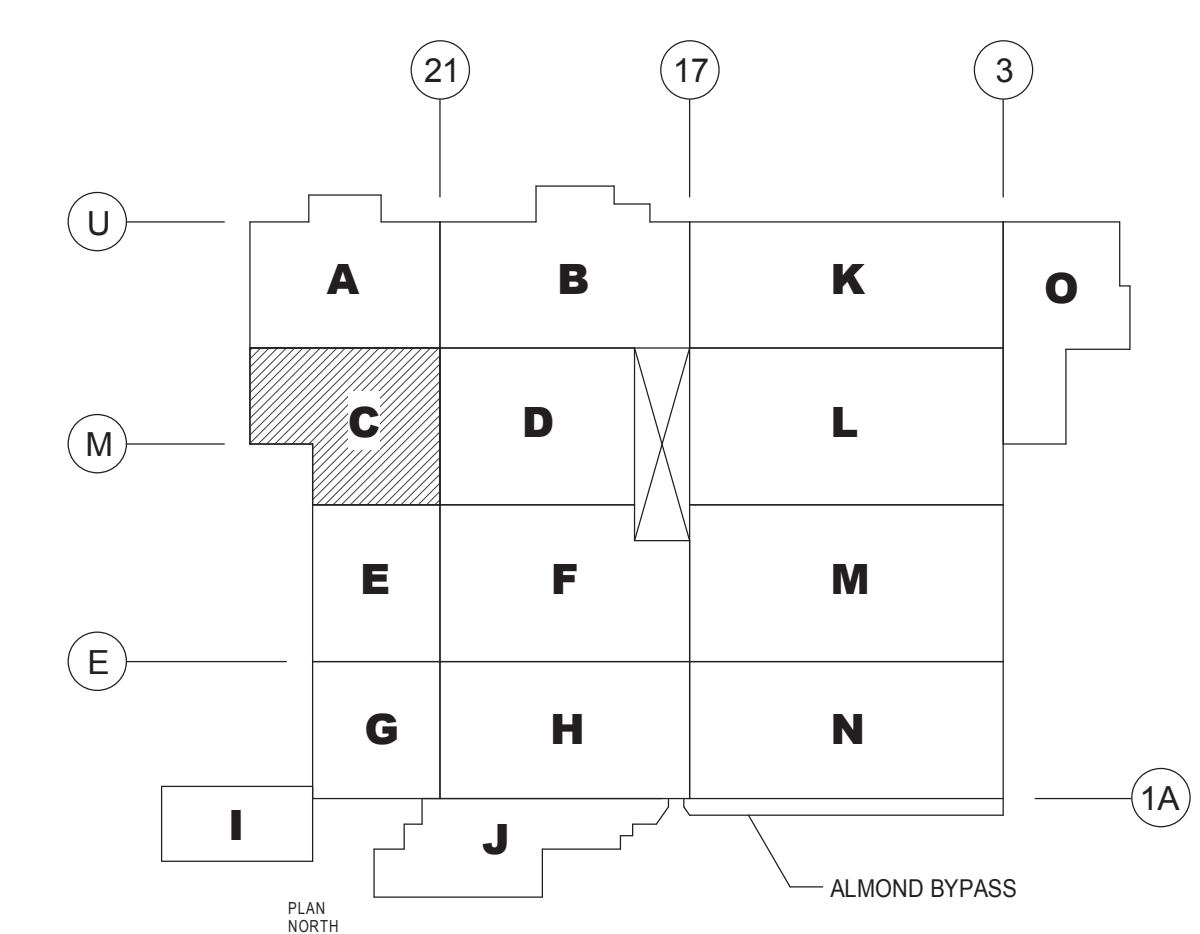 21 17 3
U
A B K O
M
C D L
E F M
E
G H N
1A
I J
ALMOND BYPASS
PLAN
NORTH